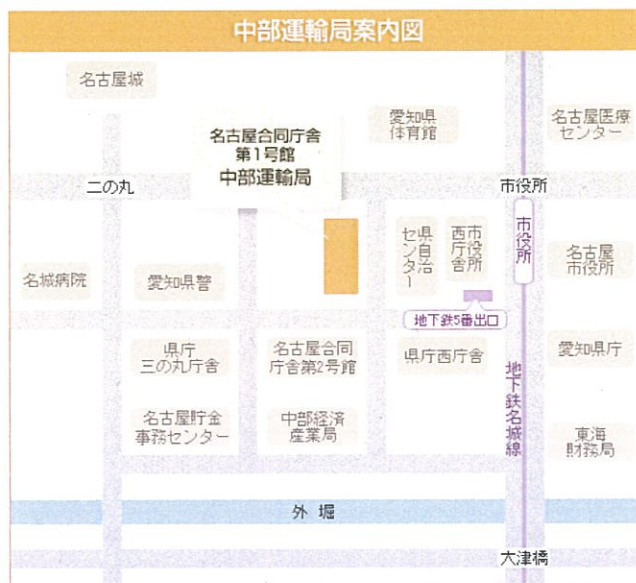 中部運輸局案内図
名古屋城
名古屋合同庁舎
第1号館
中部運輸局
愛知県
体育館
名古屋医療
センター
二の丸
市役所
名城病院
愛知県警
県自治
センター
市役所
西庁舎
市役所
名古屋
市役所
地下鉄5番出口
県庁
三の丸庁舎
名古屋合同
庁舎第2号館
県庁西庁舎
愛知県庁
地下鉄名城線
名古屋貯金
事務センター
中部経済
産業局
東海
財務局
外 堀
大津橋